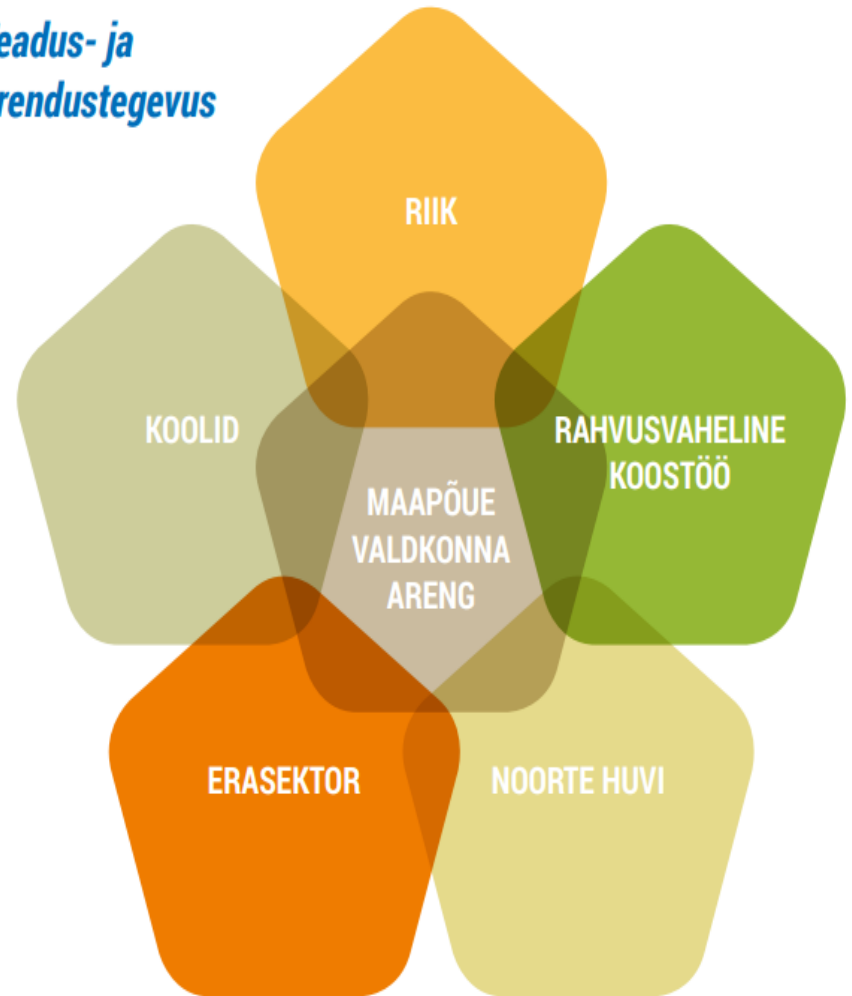 eadus- ja
rendustegevus
RIIK
KOOLID
RAHVUSVAHELINE
KOOSTÖÖ
MAAPÕUE
VALDKONNA
ARENG
ERASEKTOR
NOORTE HUVI